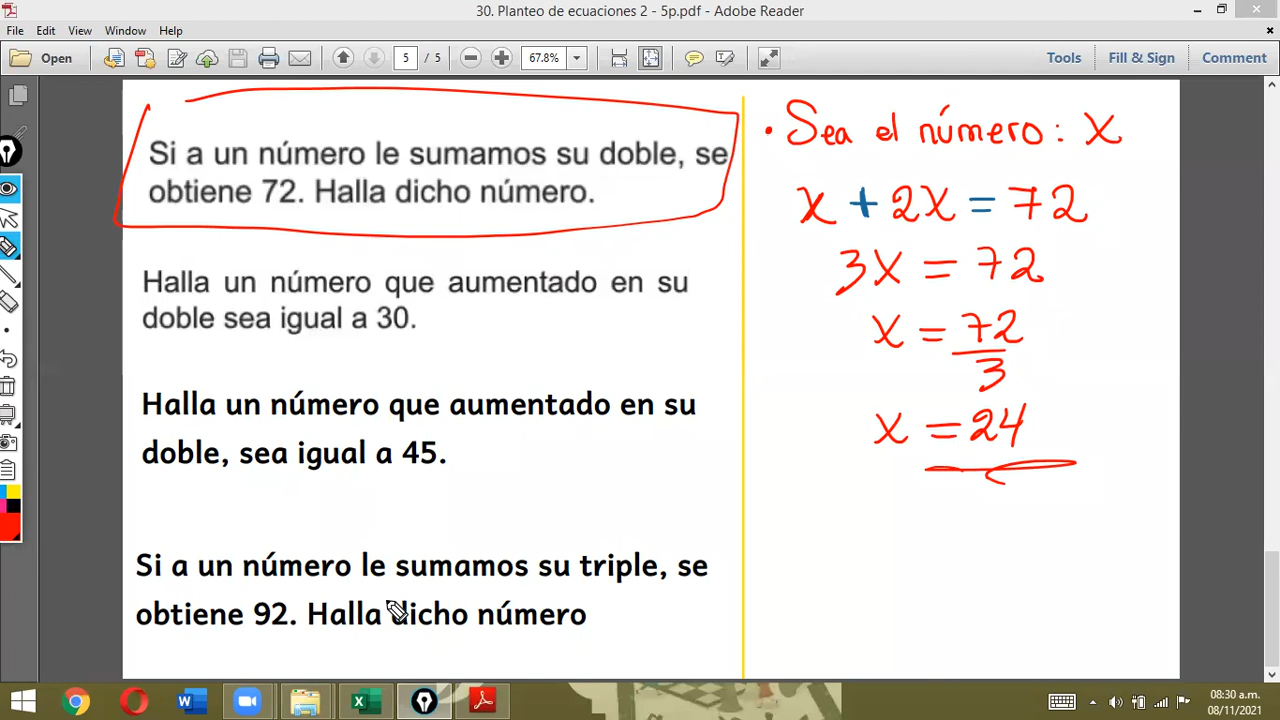 30. Planteo de ecuaciones 2 - 5p.pdf - Adobe Reader
File Edit View Window Help
Open 5 / 5 67.8% Tools Fill & Sign Comment
Si a un número le sumamos su doble, se
obtiene 72. Halla dicho número.
Halla un número que aumentado en su
doble sea igual a 30.
Halla un número que aumentado en su
doble, sea igual a 45.
Si a un número le sumamos su triple, se
obtiene 92. Halla dicho número
• Sea el número: x
x + 2x = 72
3x = 72
x = 72
3
x = 24
08:30 a.m.
08/11/2021